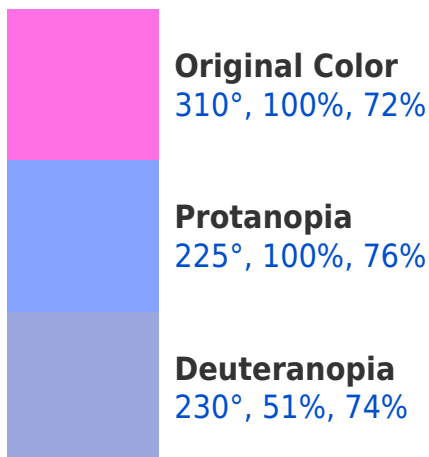 Original Color
310°, 100%, 72%
Protanopia
225°, 100%, 76%
Deuteranopia
230°, 51%, 74%